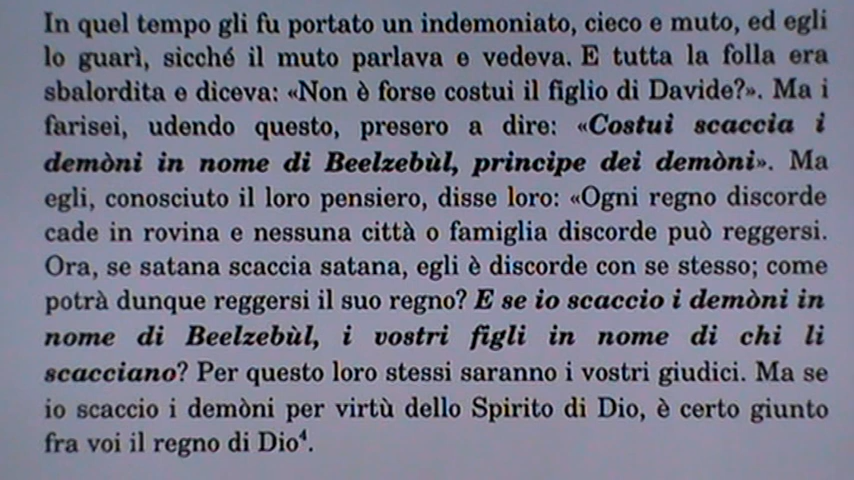 In quel tempo gli fu portato un indemoniato, cieco e muto, ed egli
lo guarì, sicché il muto parlava e vedeva. E tutta la folla era
sbalordita e diceva: «Non è forse costui il figlio di Davide?». Ma i
farisei, udendo questo, presero a dire: «Costui scaccia i
demòni in nome di Beelzebùl, principe dei demòni». Ma
egli, conosciuto il loro pensiero, disse loro: «Ogni regno discorde
cade in rovina e nessuna città o famiglia discorde può reggersi.
Ora, se satana scaccia satana, egli è discorde con se stesso; come
potrà dunque reggersi il suo regno? E se io scaccio i demòni in
nome di Beelzebùl, i vostri figli in nome di chi li
scacciano? Per questo loro stessi saranno i vostri giudici. Ma se
io scaccio i demòni per virtù dello Spirito di Dio, è certo giunto
fra voi il regno di Dio⁴.